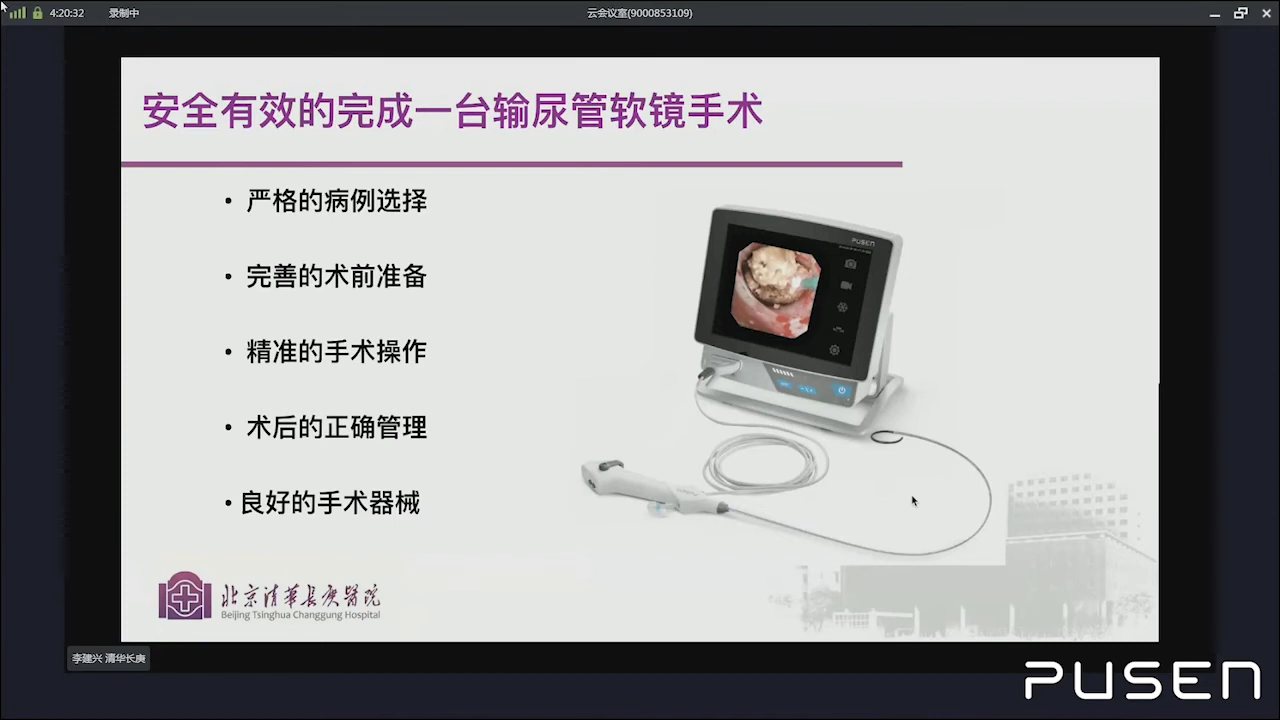 4:20:32
录制中
云会议室(9000853109)
安全有效的完成一台输尿管软镜手术
• 严格的病例选择
• 完善的术前准备
• 精准的手术操作
• 术后的正确管理
• 良好的手术器械
PUSEN
北京清华长庚醫院
Beijing Tsinghua Changgung Hospital
李建兴 清华长庚
PUSEN